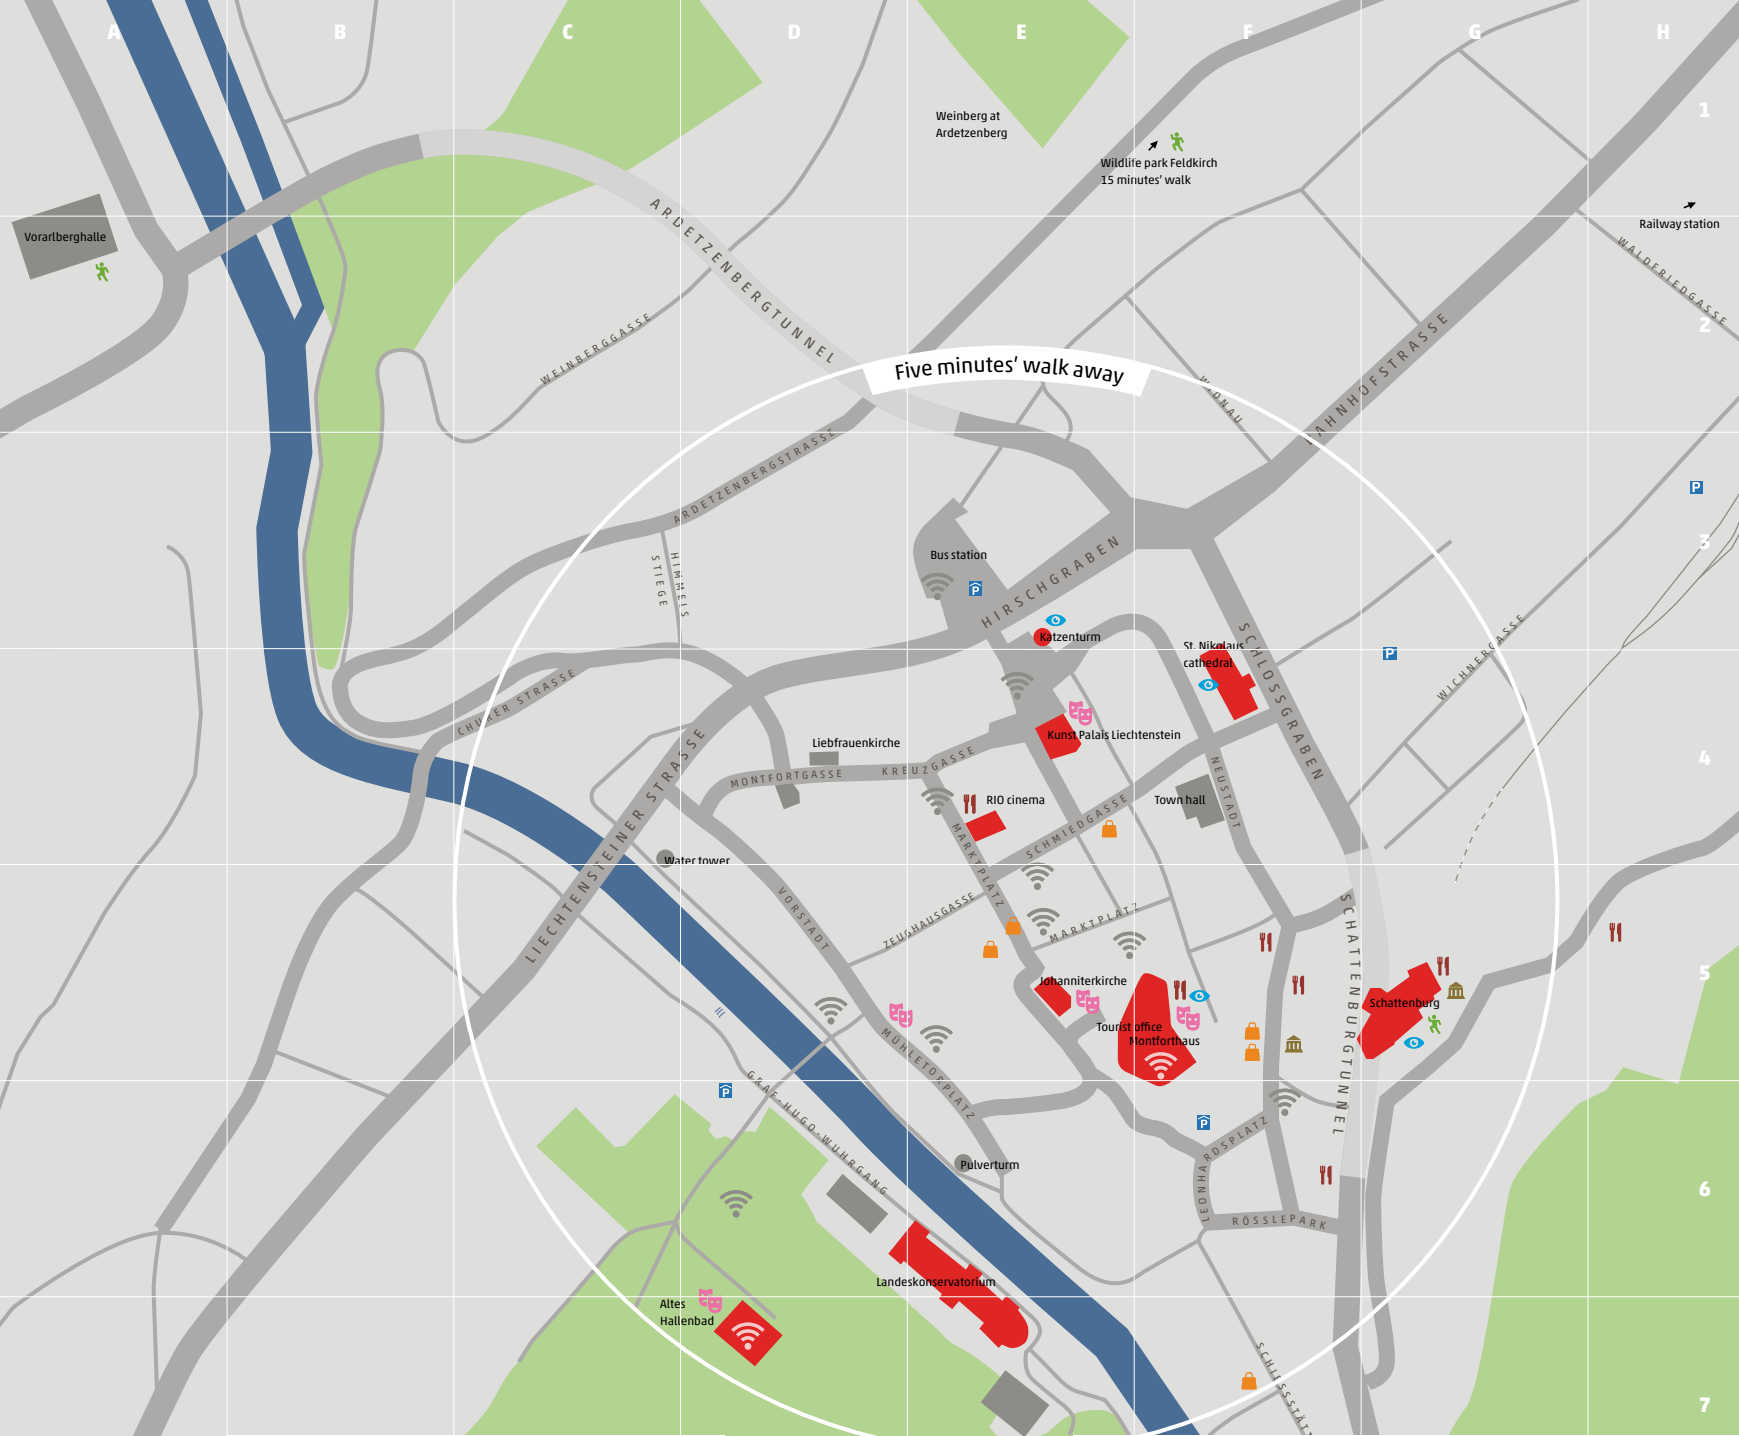 A
B
C
D
E
F
G
H
1
2
3
4
5
6
7
Weinberg at
Ardetzenberg
Wildlife park Feldkirch
15 minutes' walk
Railway station
Vorarlberghalle
WALDFRIEDGASSE
ARDETZENBERGTUNNEL
WEINBERGGASSE
Five minutes' walk away
WIDNAU
BAHNHOFSTRASSE
ARDETZENBERGSTRASSE
P
Bus station
P
HIRSCHGRABEN
HIMMELS
STIEGE
Katzenturm
St. Nikolaus
cathedral
SCHLOSSGRABEN
P
WICHNERGASSE
CHURER STRASSE
Liebfrauenkirche
Kunst Palais Liechtenstein
MONTFORTGASSE
KREUZGASSE
RIO cinema
Town hall
NEUSTADT
SCHMIEDGASSE
MARKTPLATZ
LIECHTENSTEINER STRASSE
Water tower
VORSTADT
ZEUGHAUSGASSE
MARKTPLATZ
SCHATTENBURGTUNNEL
Johanniterkirche
Schattenburg
Tourist office
Montforthaus
MÜHLETORPLATZ
P
GRAF-HUGO-WUHRGANG
P
Pulverturm
LEONHARDSPLATZ
RÖSSLEPARK
Landeskonservatorium
Altes
Hallenbad